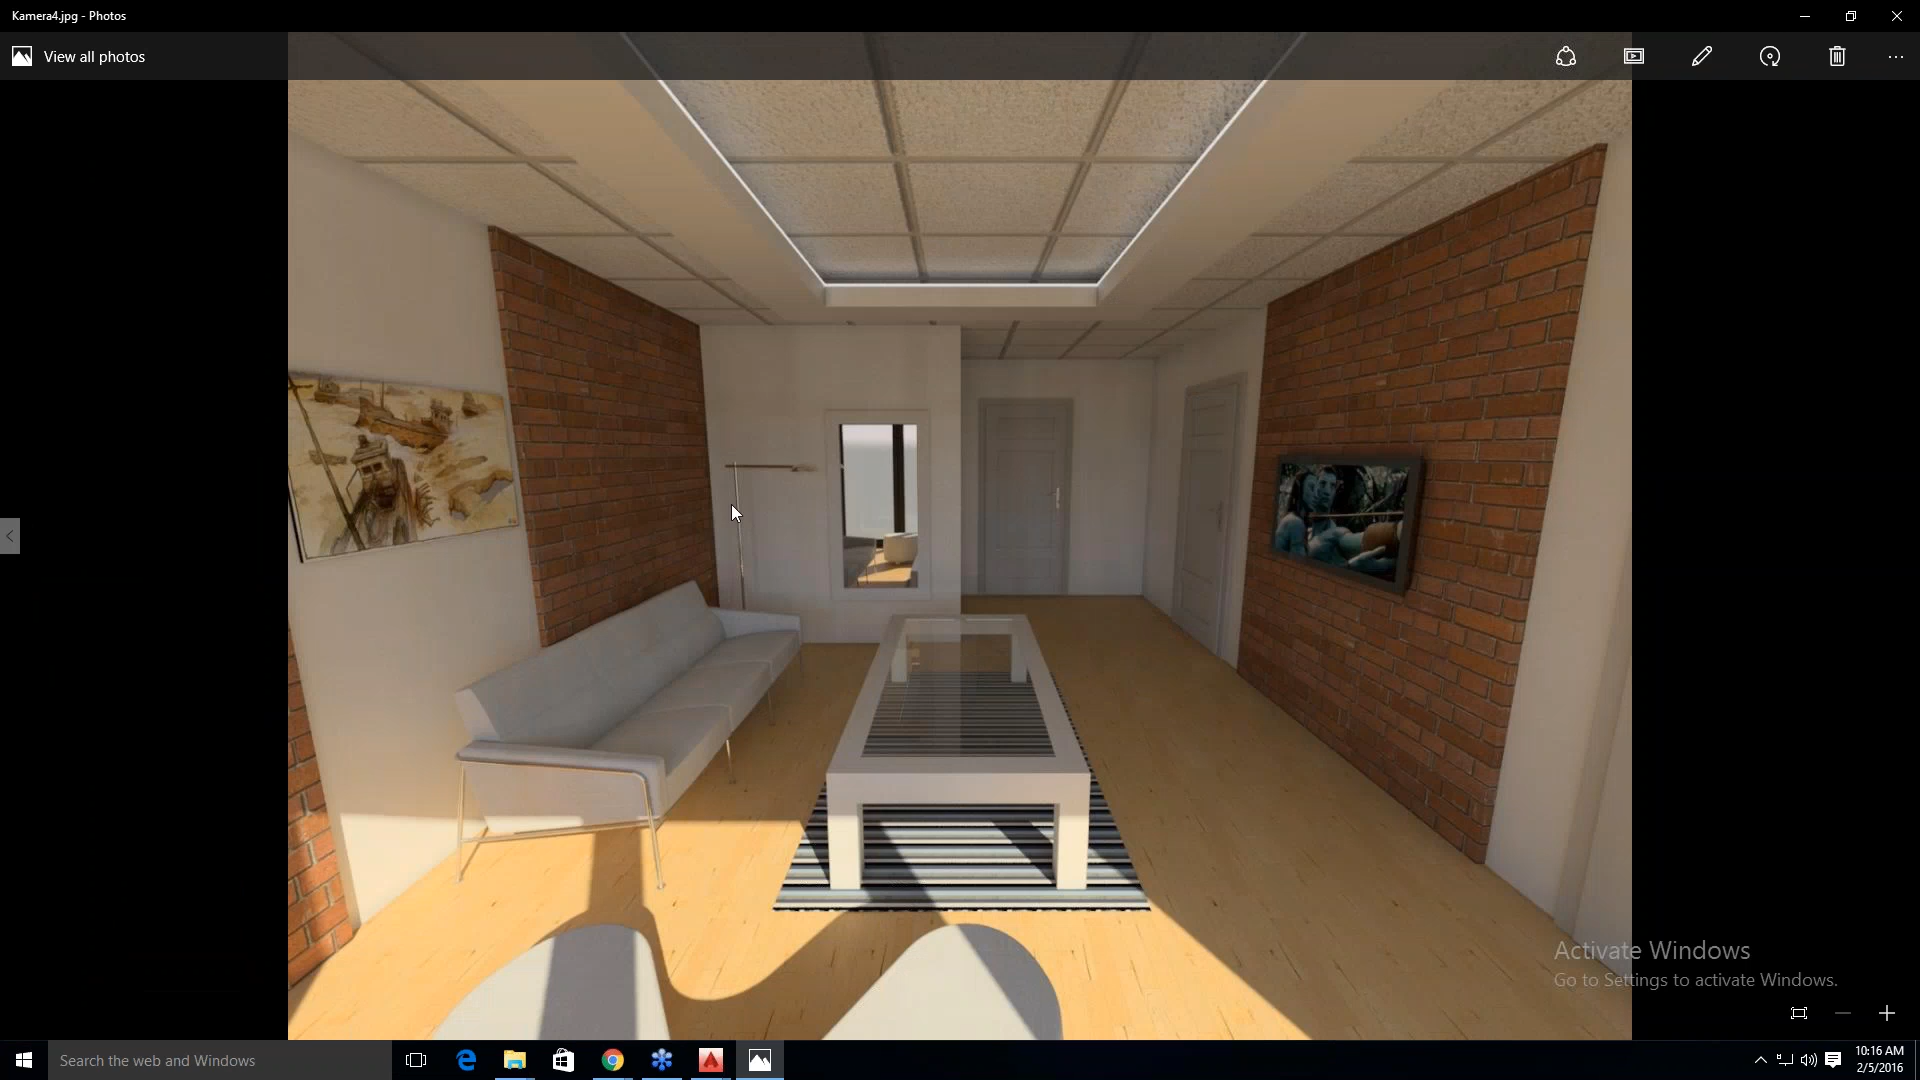 Kamera4.jpg - Photos
View all photos
Activate Windows
Go to Settings to activate Windows.
Search the web and Windows
10:16 AM
2/5/2016